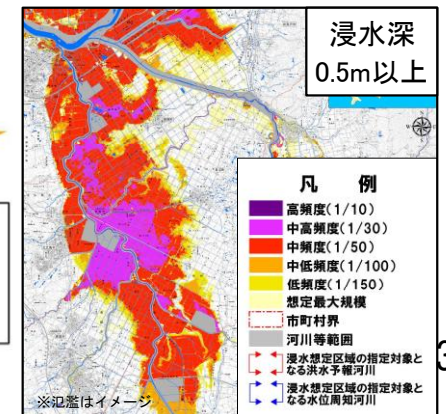 浸水深
0.5m以上
凡　例
高頻度(1/10)
中高頻度(1/30)
中頻度(1/50)
中低頻度(1/100)
低頻度(1/150)
想定最大規模
市町村界
河川等範囲
浸水想定区域の指定対象と
なる洪水予報河川
浸水想定区域の指定対象と
なる水位周知河川
※氾濫はイメージ
3